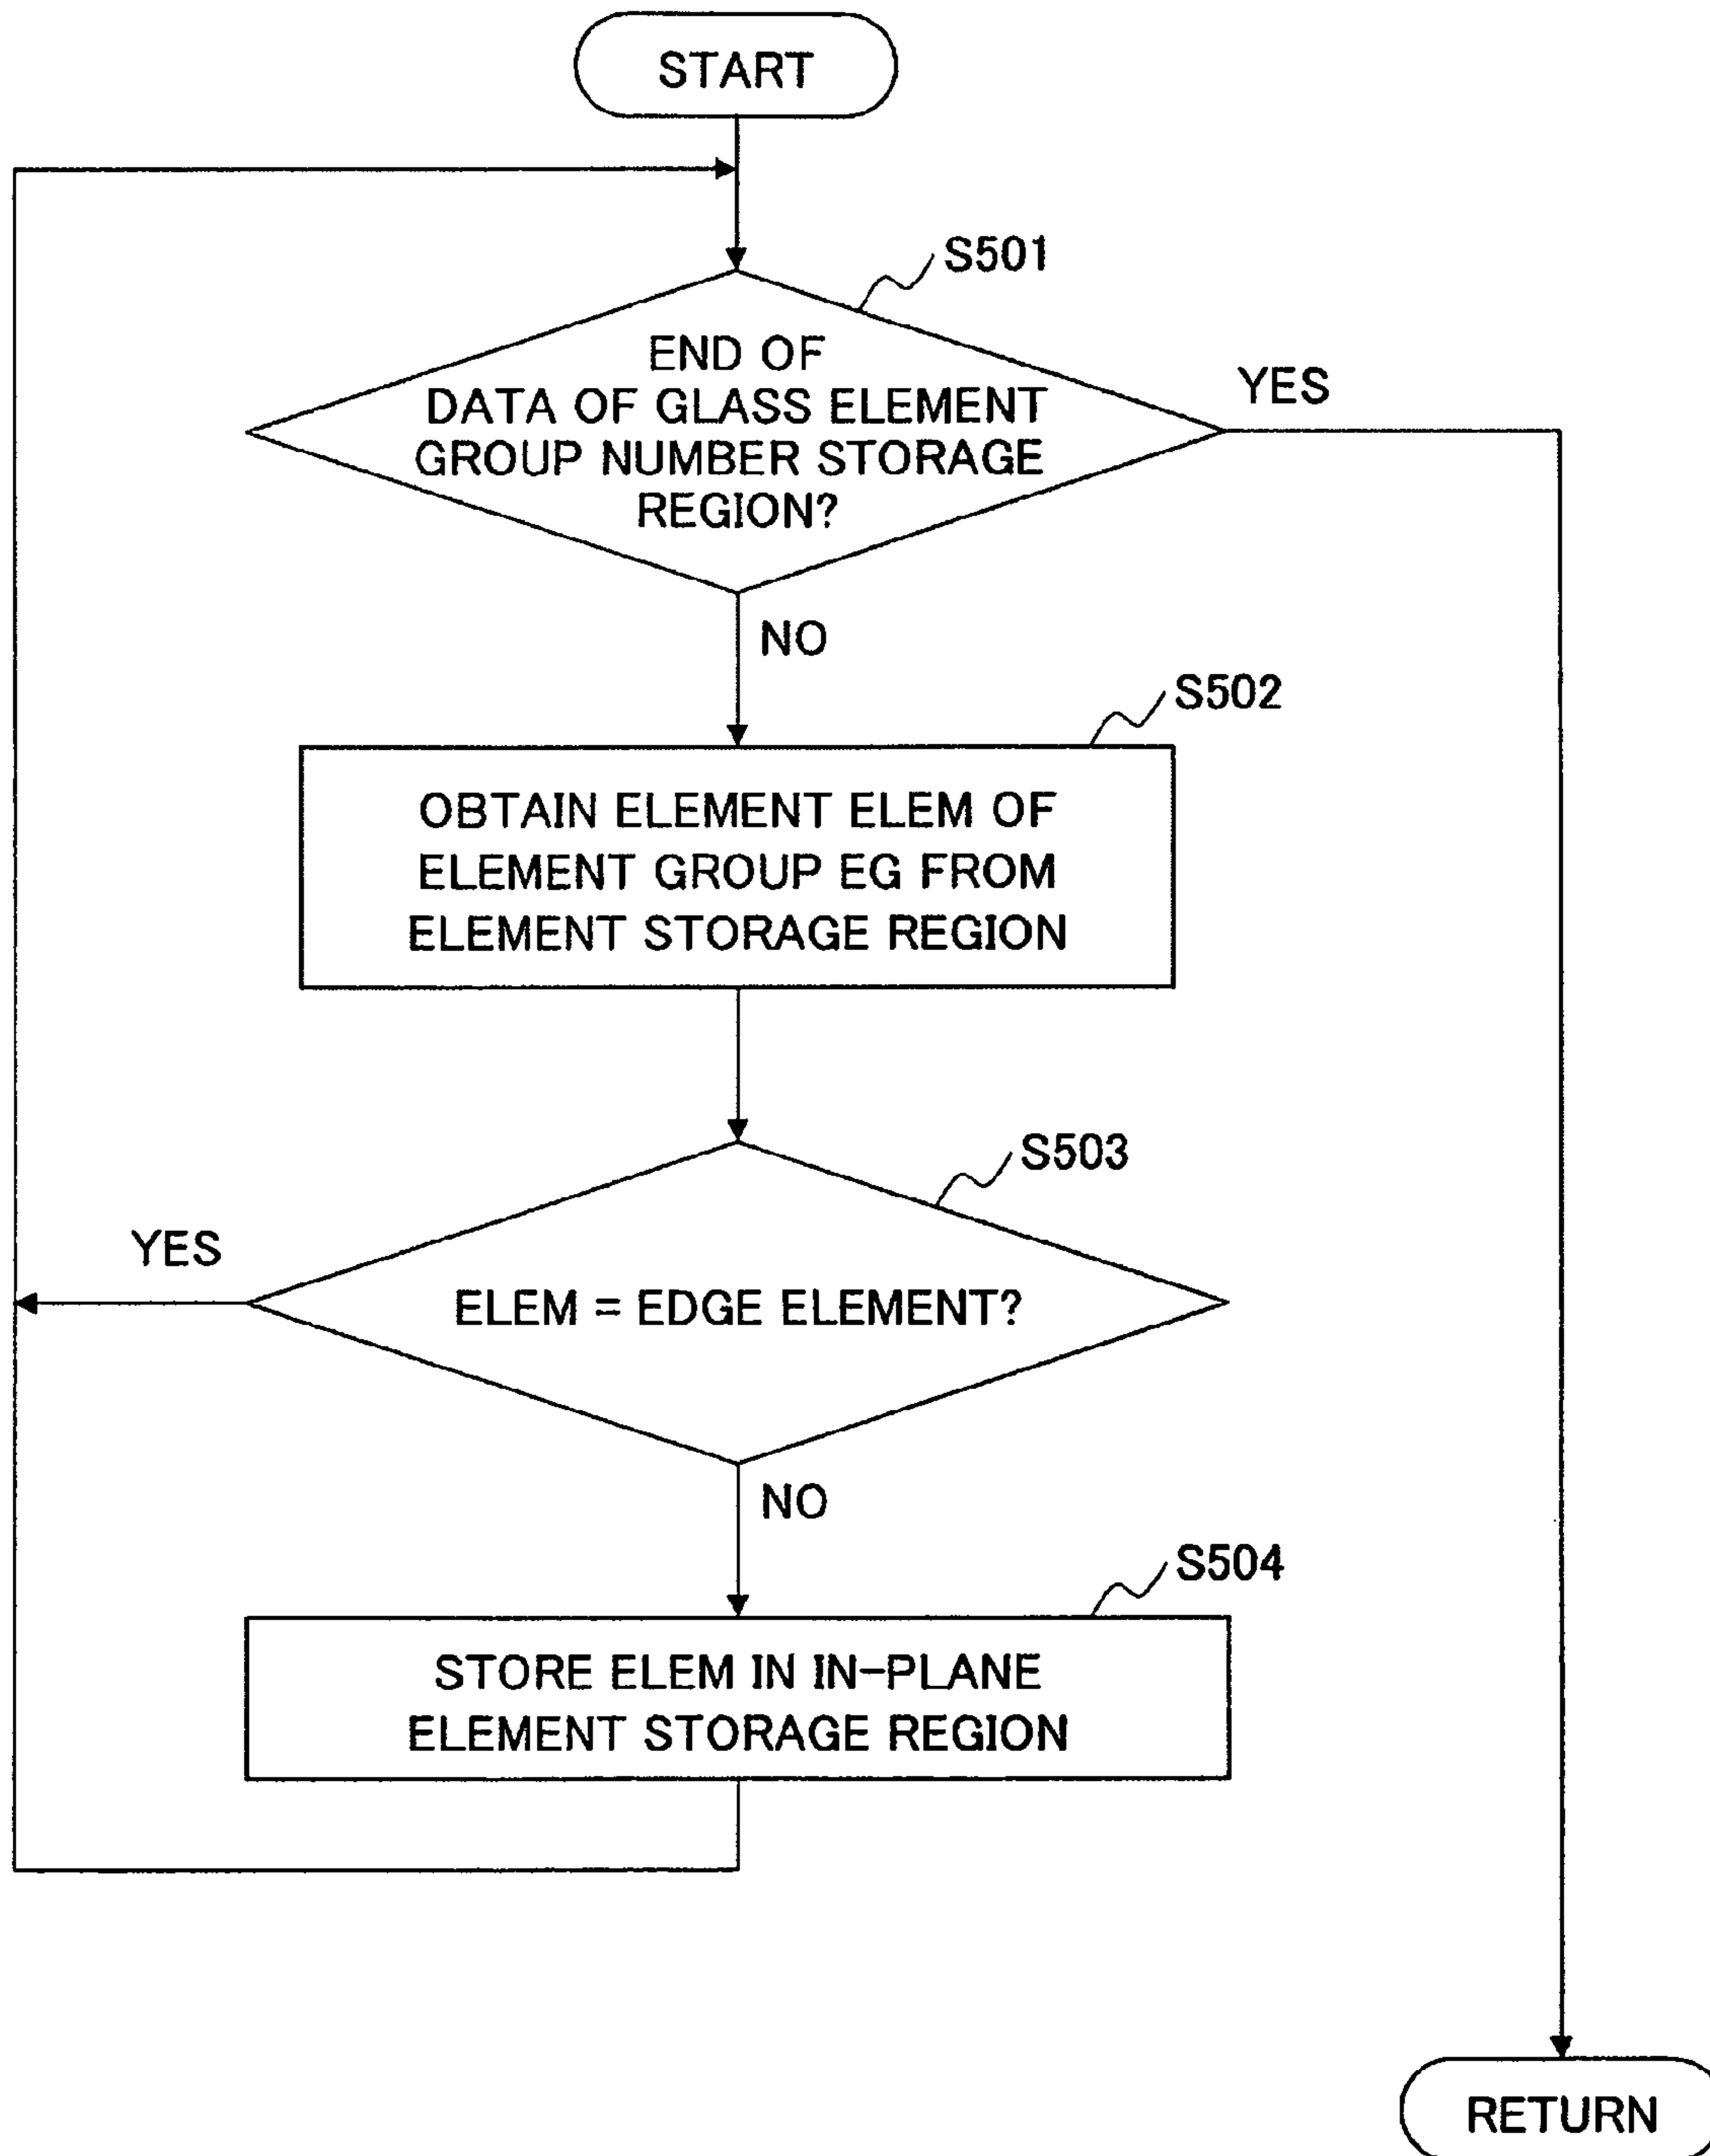 START
S501
END OF
DATA OF GLASS ELEMENT
GROUP NUMBER STORAGE
REGION?
YES
NO
S502
OBTAIN ELEMENT ELEM OF
ELEMENT GROUP EG FROM
ELEMENT STORAGE REGION
S503
YES
ELEM = EDGE ELEMENT?
NO
S504
STORE ELEM IN IN-PLANE
ELEMENT STORAGE REGION
RETURN